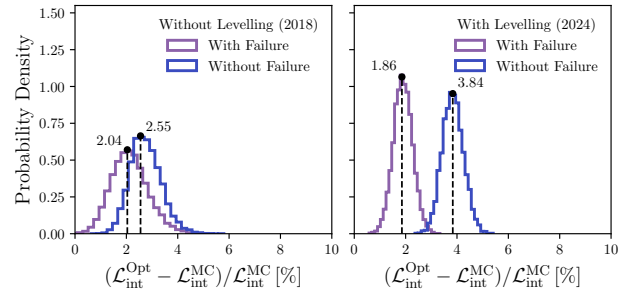 Without Levelling (2018)
With Failure
Without Failure
2.04
2.55
Probability Density
1.50
1.25
1.00
0.75
0.50
0.25
0.00
0 2 4 6 8 10
(ℒ_int^Opt − ℒ_int^MC)/ℒ_int^MC [%]
With Levelling (2024)
With Failure
Without Failure
1.86
3.84
0 2 4 6 8 10
(ℒ_int^Opt − ℒ_int^MC)/ℒ_int^MC [%]